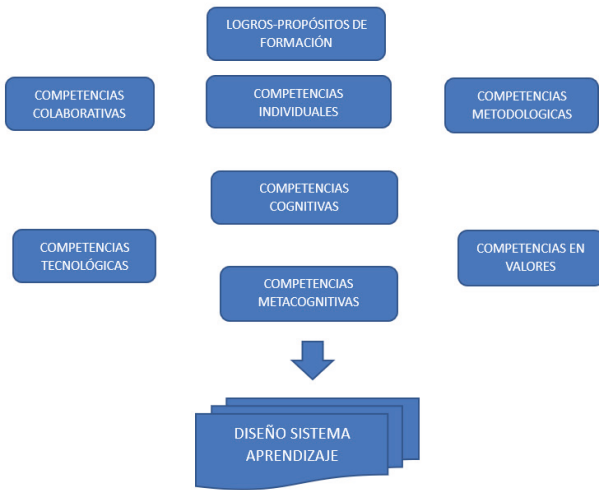 LOGROS-PROPÓSITOS DE
FORMACIÓN
COMPETENCIAS
COLABORATIVAS
COMPETENCIAS
INDIVIDUALES
COMPETENCIAS
METODOLOGICAS
COMPETENCIAS
COGNITIVAS
COMPETENCIAS
TECNOLÓGICAS
COMPETENCIAS EN
VALORES
COMPETENCIAS
METACOGNITIVAS
DISEÑO SISTEMA
APRENDIZAJE